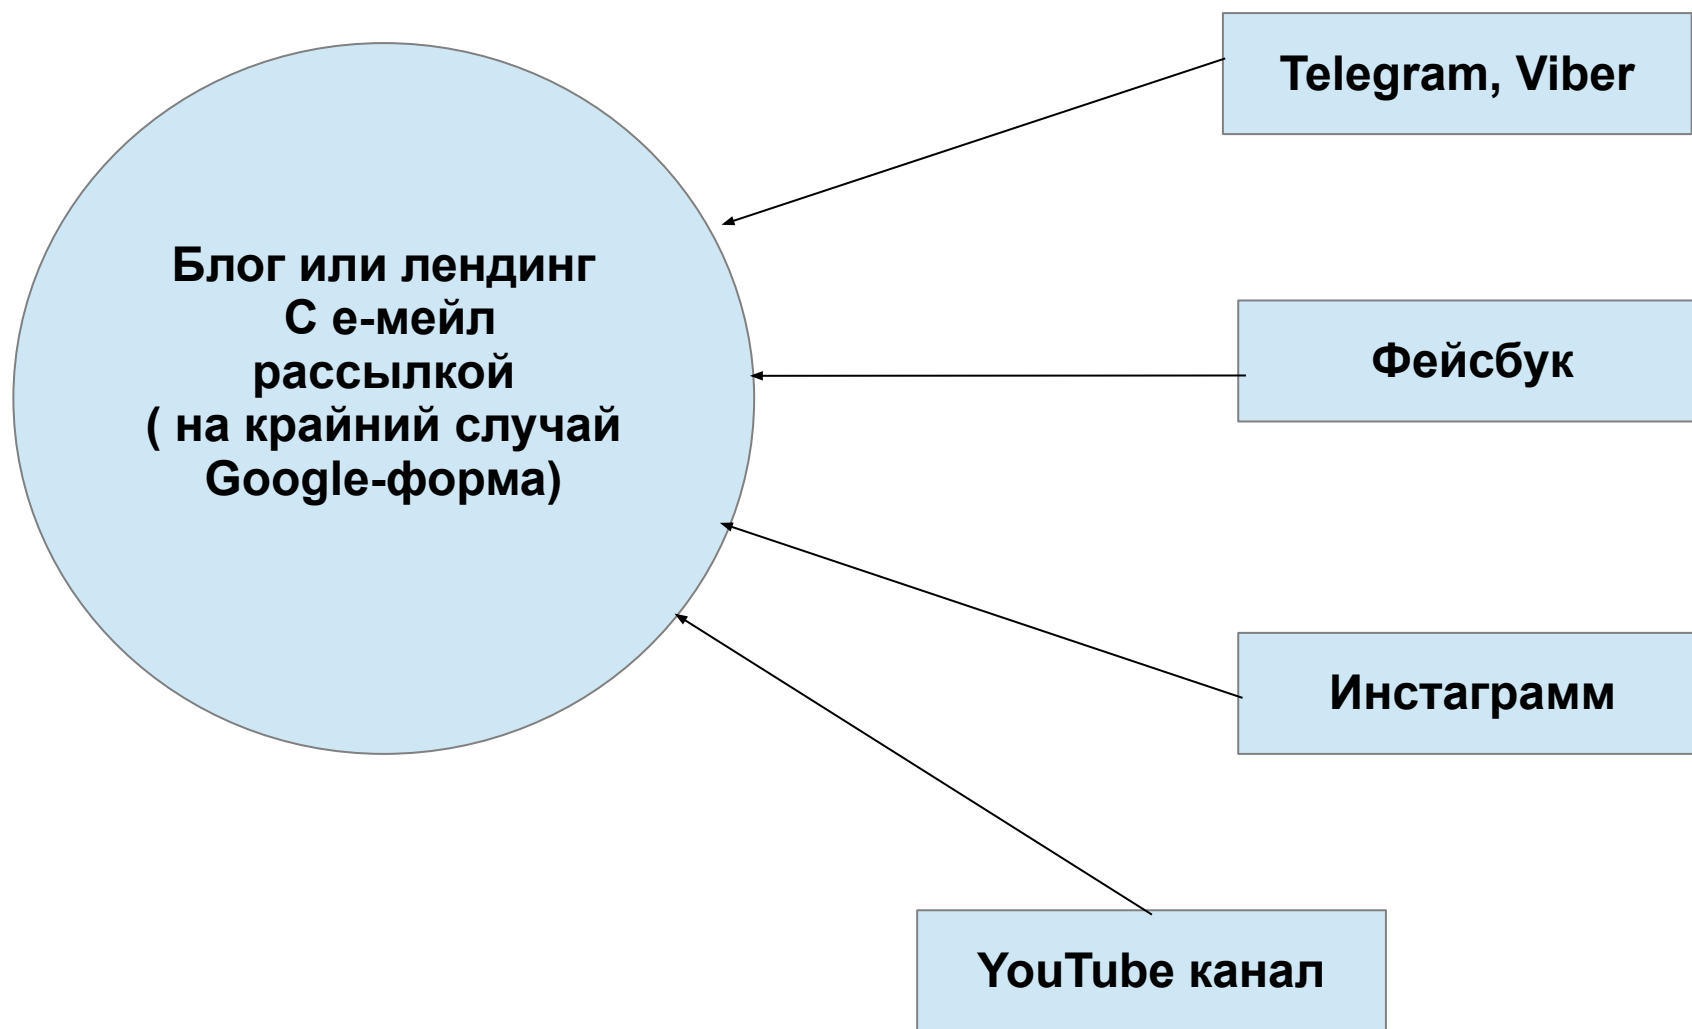 Telegram, Viber
Блог или лендинг
С е-мейл
рассылкой
( на крайний случай
Google-форма)
Фейсбук
Инстаграмм
YouTube канал